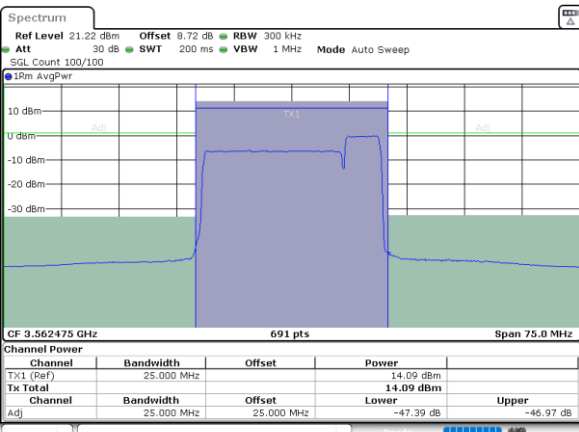 Spectrum
Ref Level 21.22 dBm Offset 8.72 dB RBW 300 kHz
Att 30 dB SWT 200 ms VBW 1 MHz Mode Auto Sweep
SGL Count 100/100
1Rm AvgPwr
10 dBm
TX1
Adj Adj
0 dBm
-10 dBm
-20 dBm
-30 dBm
CF 3.562475 GHz 691 pts Span 75.0 MHz
Channel Power
Channel Bandwidth Offset Power
TX1 (Ref) 25.000 MHz 14.09 dBm
Tx Total 14.09 dBm
Channel Bandwidth Offset Lower Upper
Adj 25.000 MHz 25.000 MHz -47.39 dB -46.97 dB